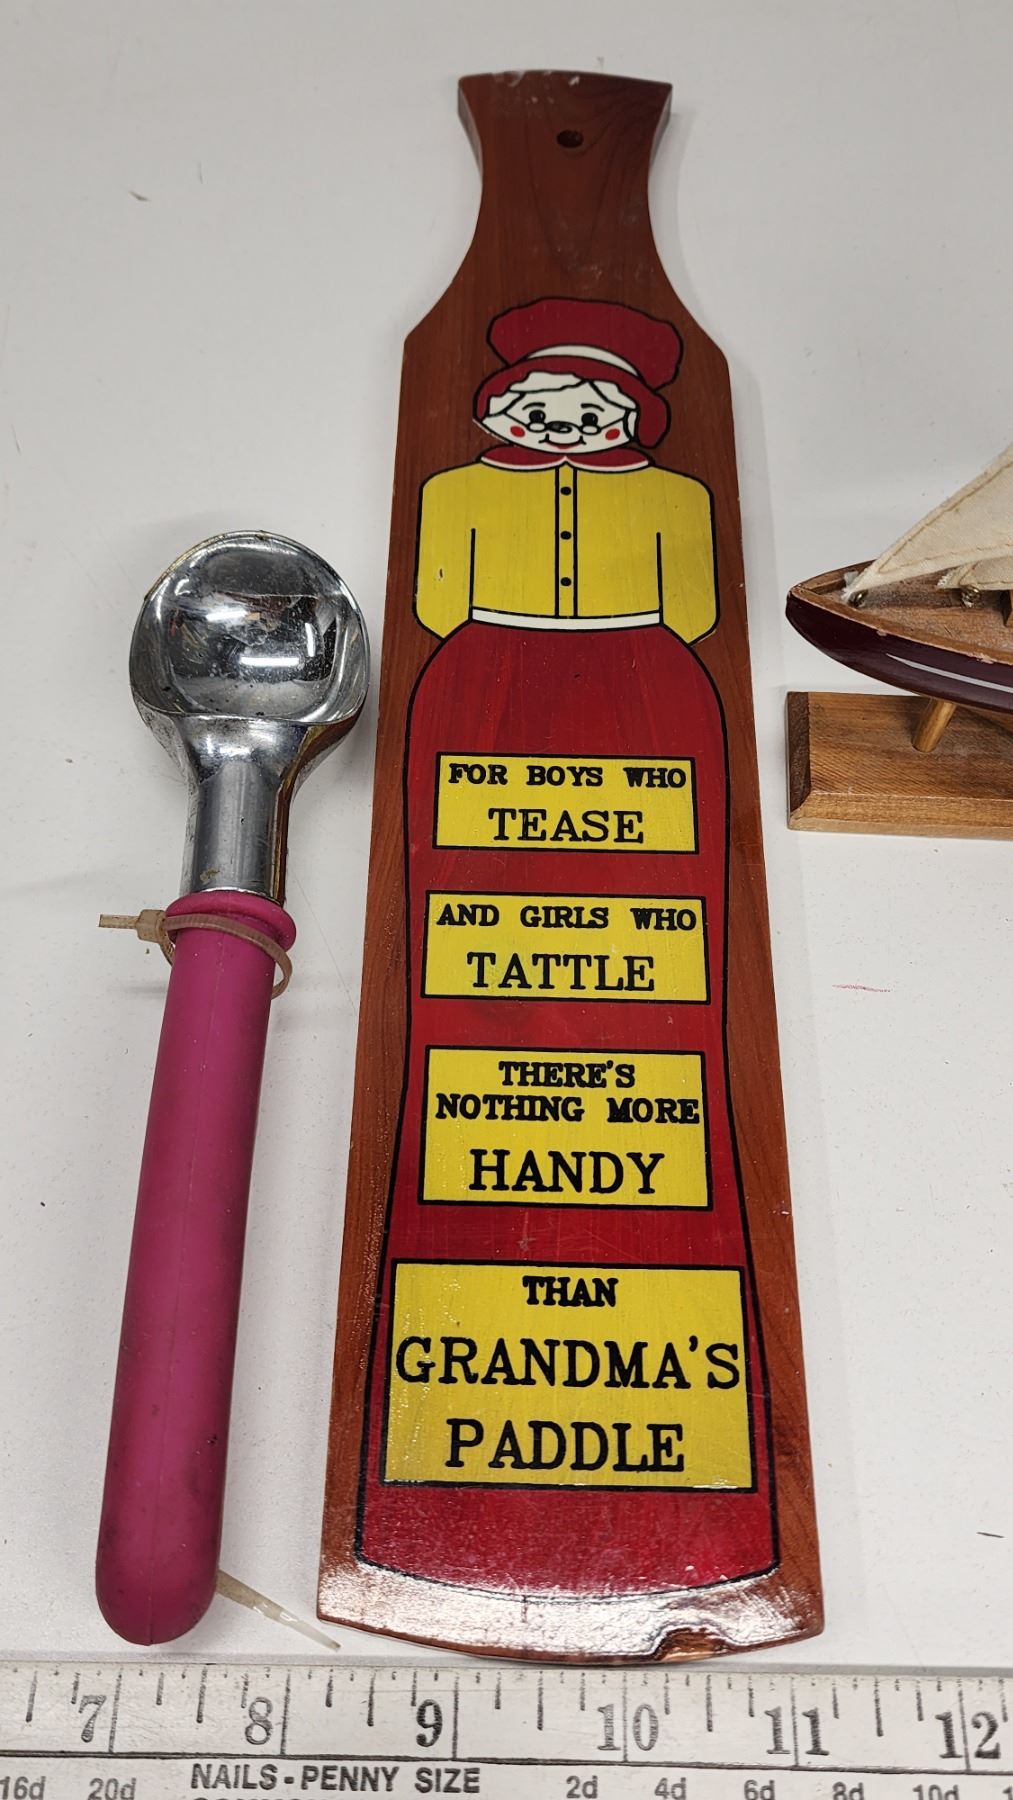 FOR BOYS WHO
TEASE
AND GIRLS WHO
TATTLE
THERE'S
NOTHING MORE
HANDY
THAN
GRANDMA'S
PADDLE
7 8 9 10 11 12
16d 20d NAILS-PENNY SIZE 2d 4d 6d 8d 10d